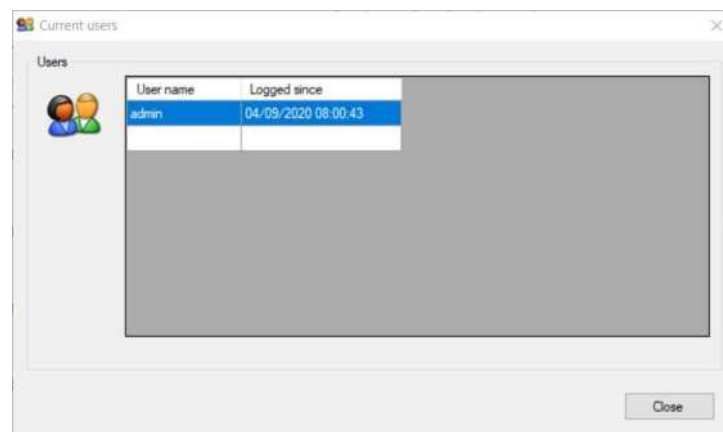 Current users
Users
User name Logged since
admin 04/09/2020 08:00:43
Close